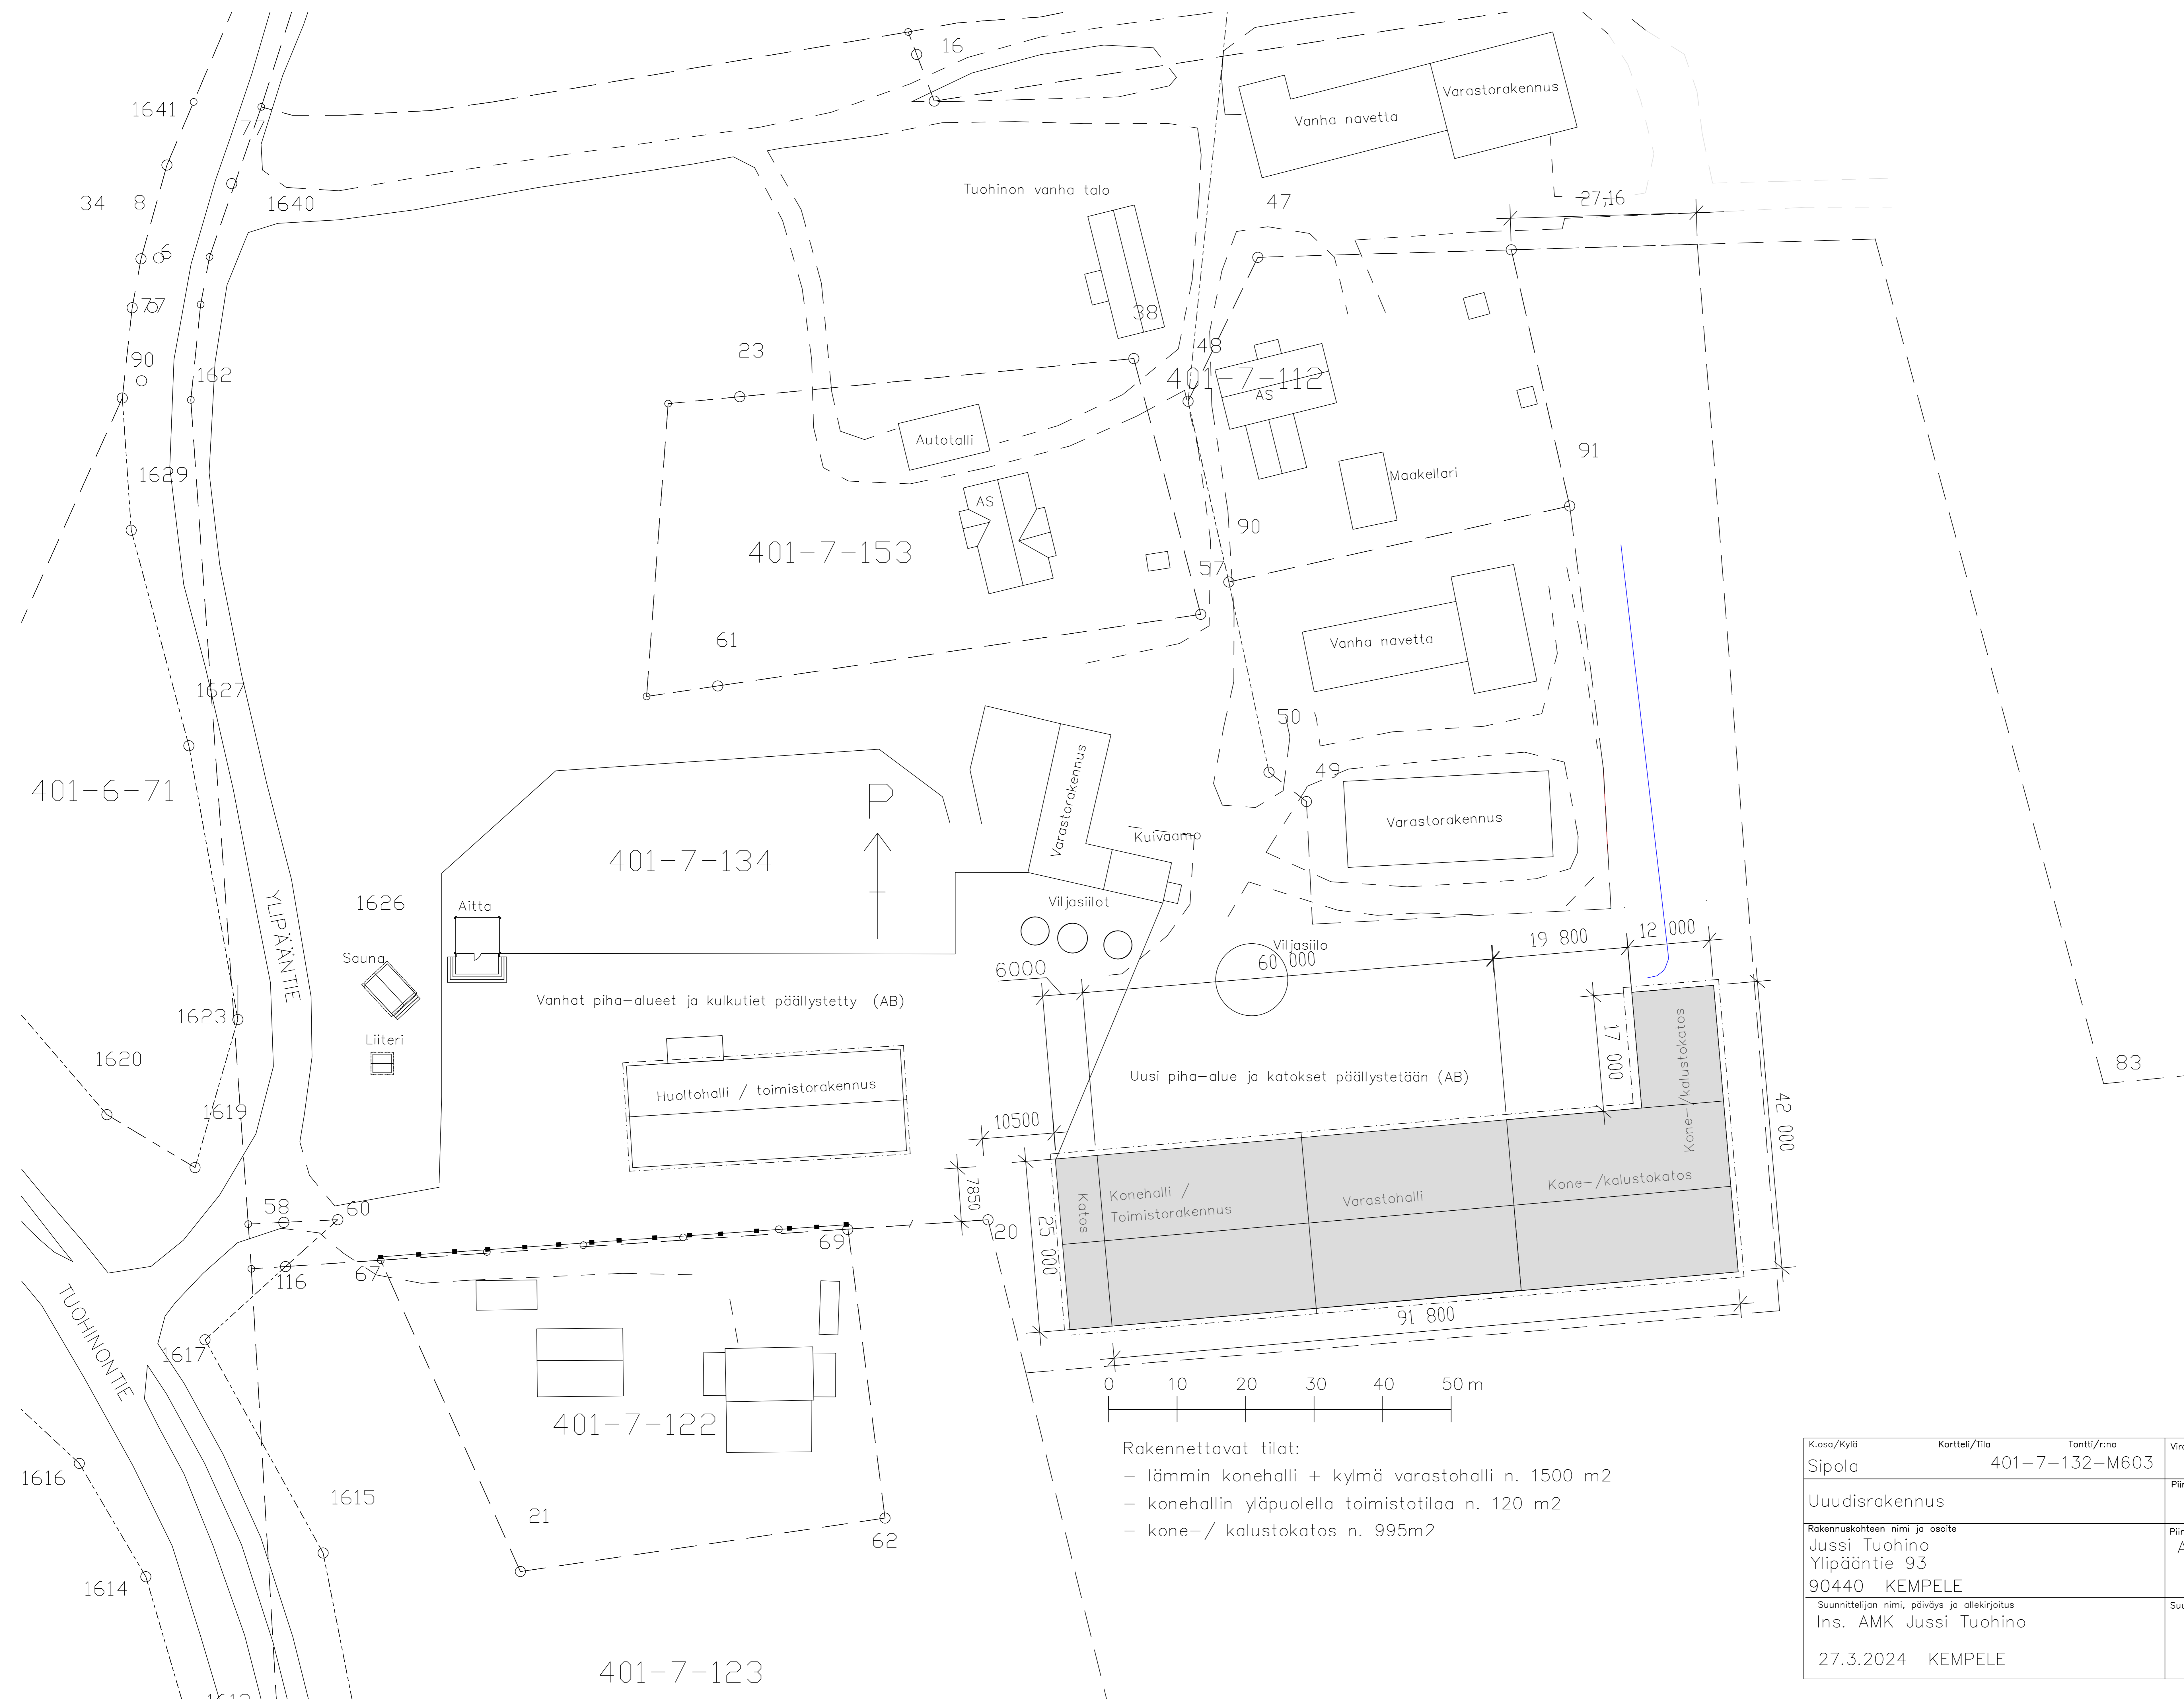 16
1641
77
Vanha navetta
Varastorakennus
34
8
1640
Tuohinon vanha talo
47
27,16
6
77
38
90
162
23
48
401-7-112
AS
Autotalli
91
1629
AS
Maakellari
401-7-153
90
57
61
Vanha navetta
1627
50
49
401-6-71
P
Varastorakennus
Varastorakennus
Kuivaamo
401-7-134
YLIPÄÄNTIE
1626
Aitta
Viljasiilot
Sauna
Viljasiilo
6000
60 000
19 800
12 000
Vanhat piha-alueet ja kulkutiet päällystetty (AB)
1623
Liiteri
1620
17 000
Kone-/kalustokatos
83
Huoltohalli / toimistorakennus
Uusi piha-alue ja katokset päällystetään (AB)
1619
10500
42 000
7850
Katos
Konehalli /
Toimistorakennus
Varastohalli
Kone-/kalustokatos
58
60
69
20
25 000
67
116
TUOHINONTIE
91 800
1617
0 10 20 30 40 50 m
401-7-122
Rakennettavat tilat:
- lämmin konehalli + kylmä varastohalli n. 1500 m2
- konehallin yläpuolella toimistotilaa n. 120 m2
- kone-/ kalustokatos n. 995m2
1616
1615
21
62
1614
401-7-123
K.osa/Kylä Kortteli/Tila Tontti/r:no
Sipola 401-7-132-M603
Uuudisrakennus
Rakennuskohteen nimi ja osoite
Jussi Tuohino
Ylipääntie 93
90440 KEMPELE
Suunnittelijan nimi, päiväys ja allekirjoitus
Ins. AMK Jussi Tuohino
27.3.2024 KEMPELE